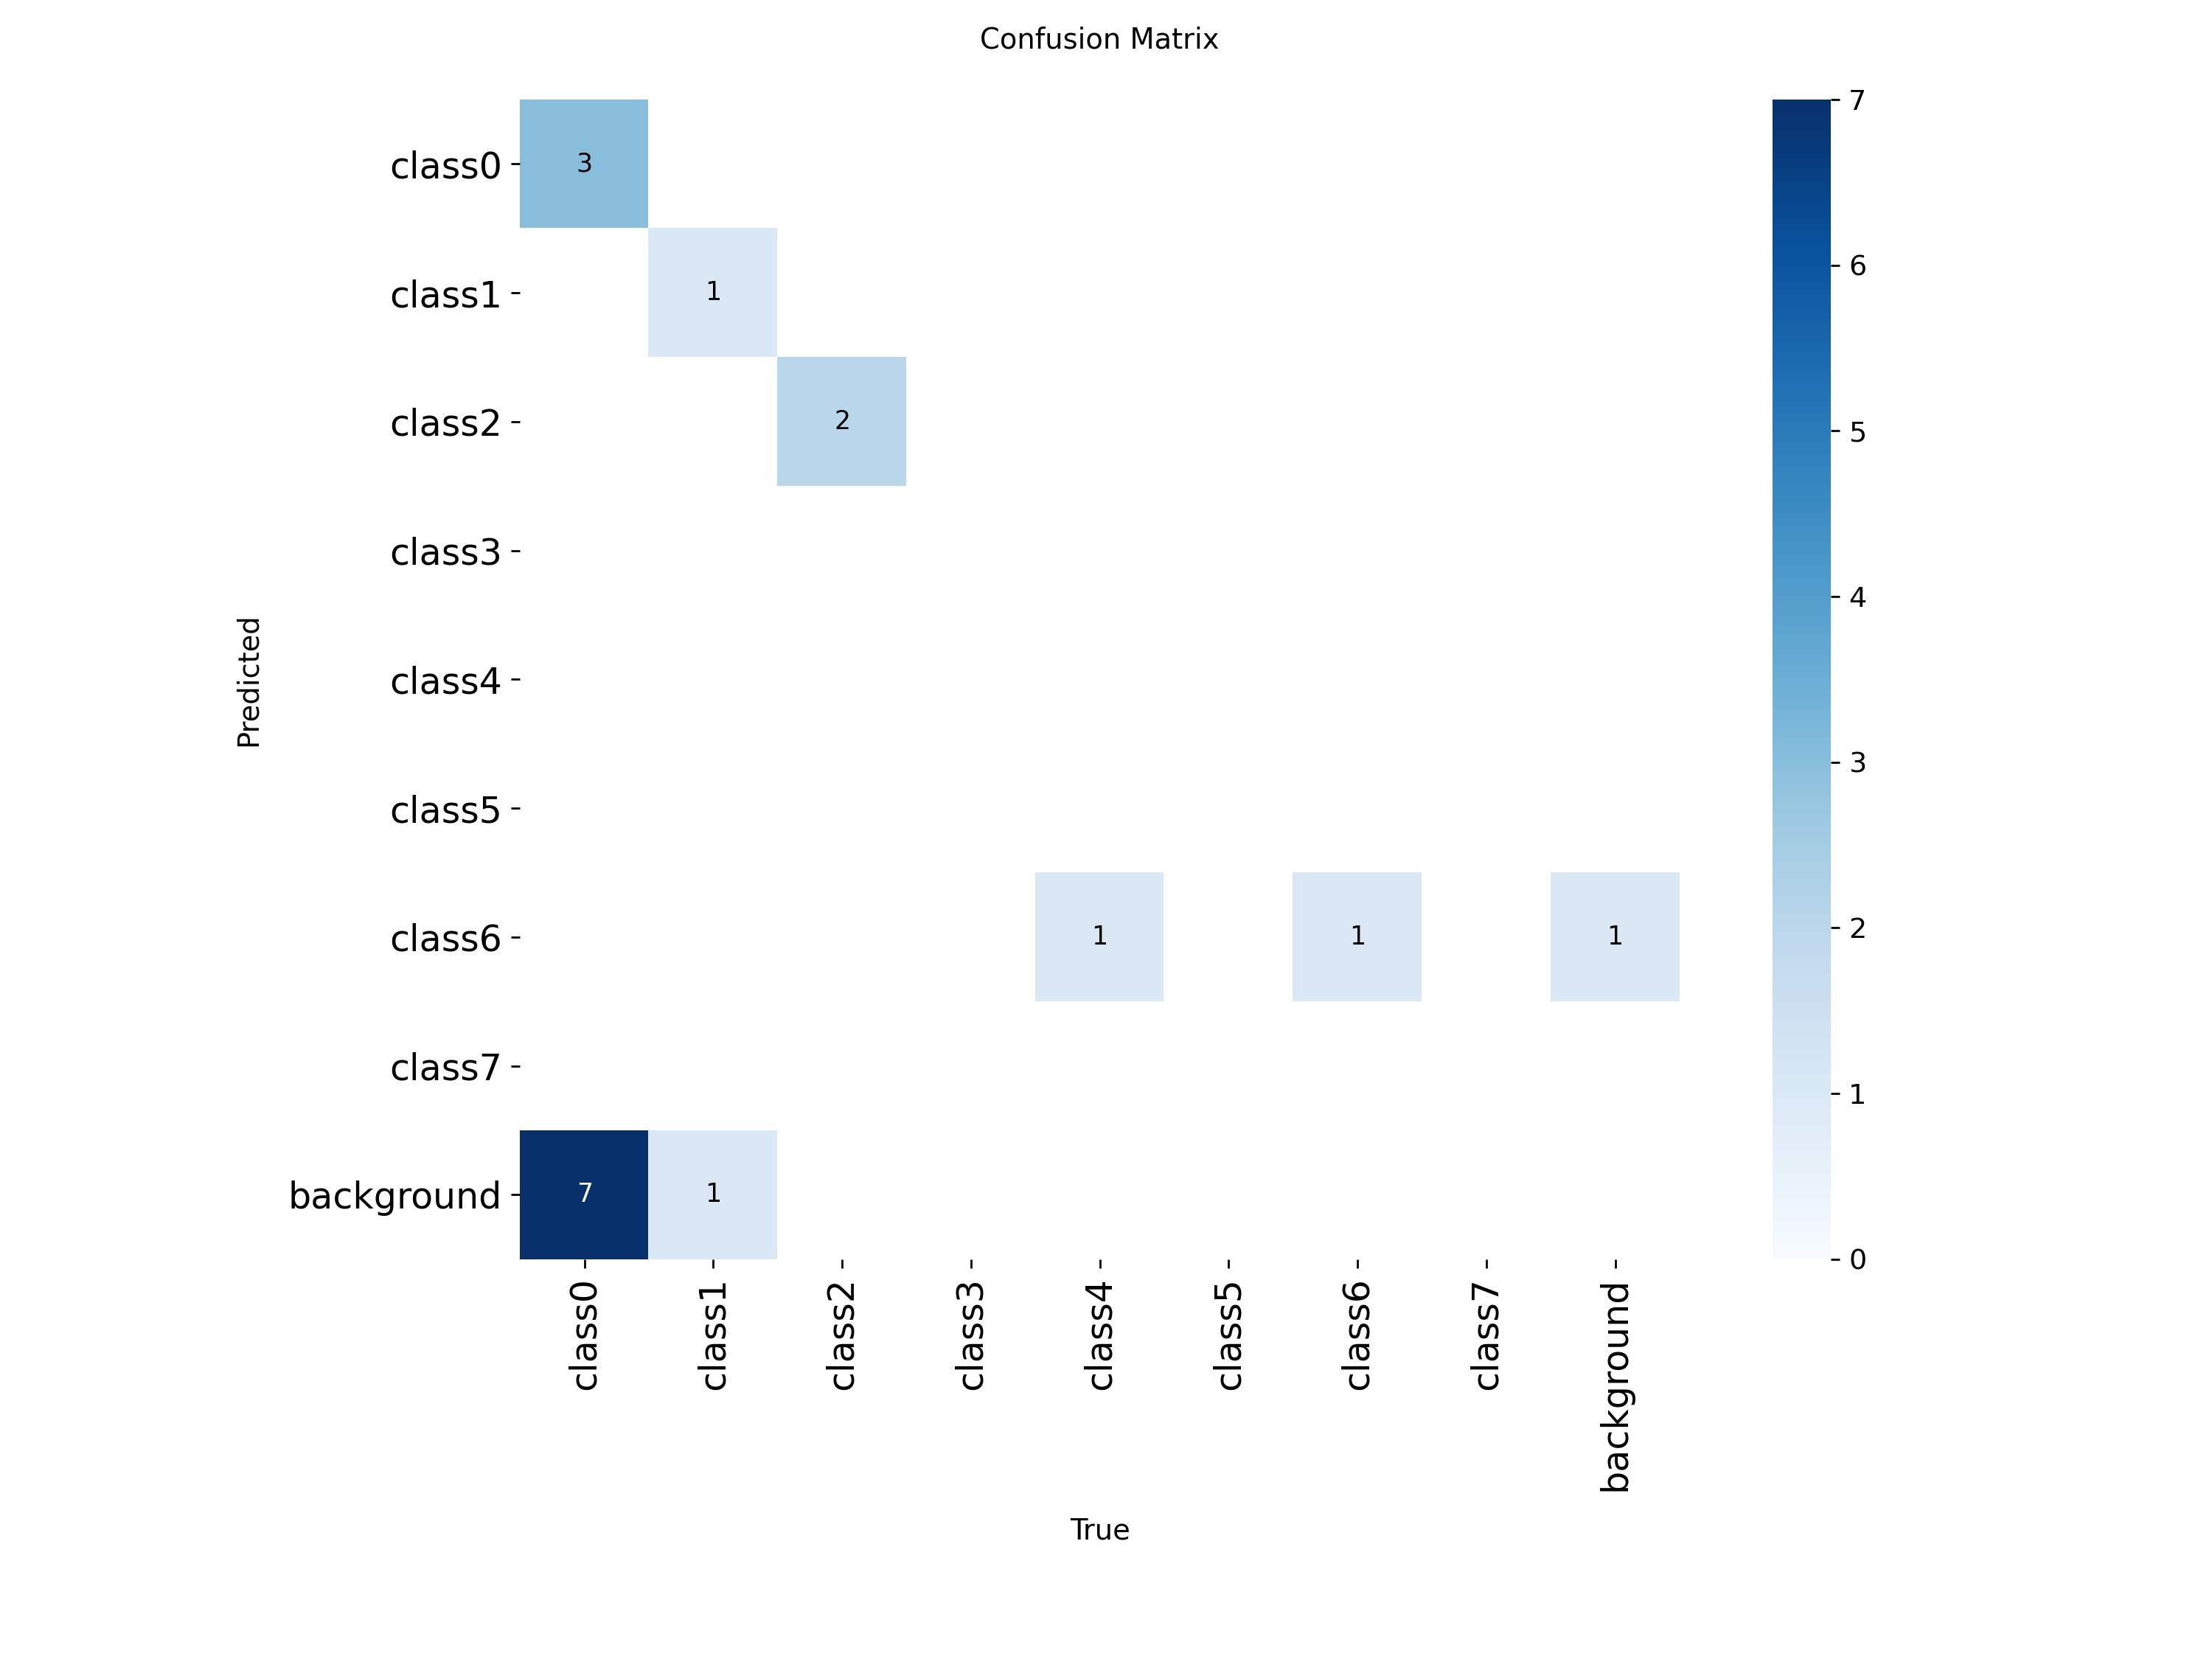 Confusion Matrix
Predicted
class0
class1
class2
class3
class4
class5
class6
class7
background
3
1
2
1 1 1
7 1
class0 class1 class2 class3 class4 class5 class6 class7 background
True
7
6
5
4
3
2
1
0